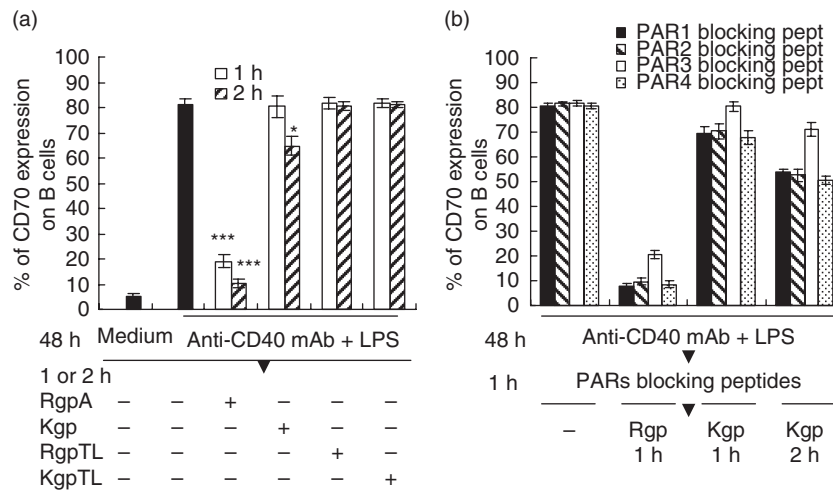 (a)
% of CD70 expression
on B cells
100
90
80
70
60
50
40
30
20
10
0
1 h
2 h
***
***
*
48 h
Medium
Anti-CD40 mAb + LPS
1 or 2 h
RgpA – – + – – –
Kgp – – – + – –
RgpTL – – – – + –
KgpTL – – – – – +
(b)
PAR1 blocking pept
PAR2 blocking pept
PAR3 blocking pept
PAR4 blocking pept
% of CD70 expression
on B cells
100
90
80
70
60
50
40
30
20
10
0
48 h
Anti-CD40 mAb + LPS
1 h
PARs blocking peptides
– Rgp Kgp Kgp
1 h 1 h 2 h